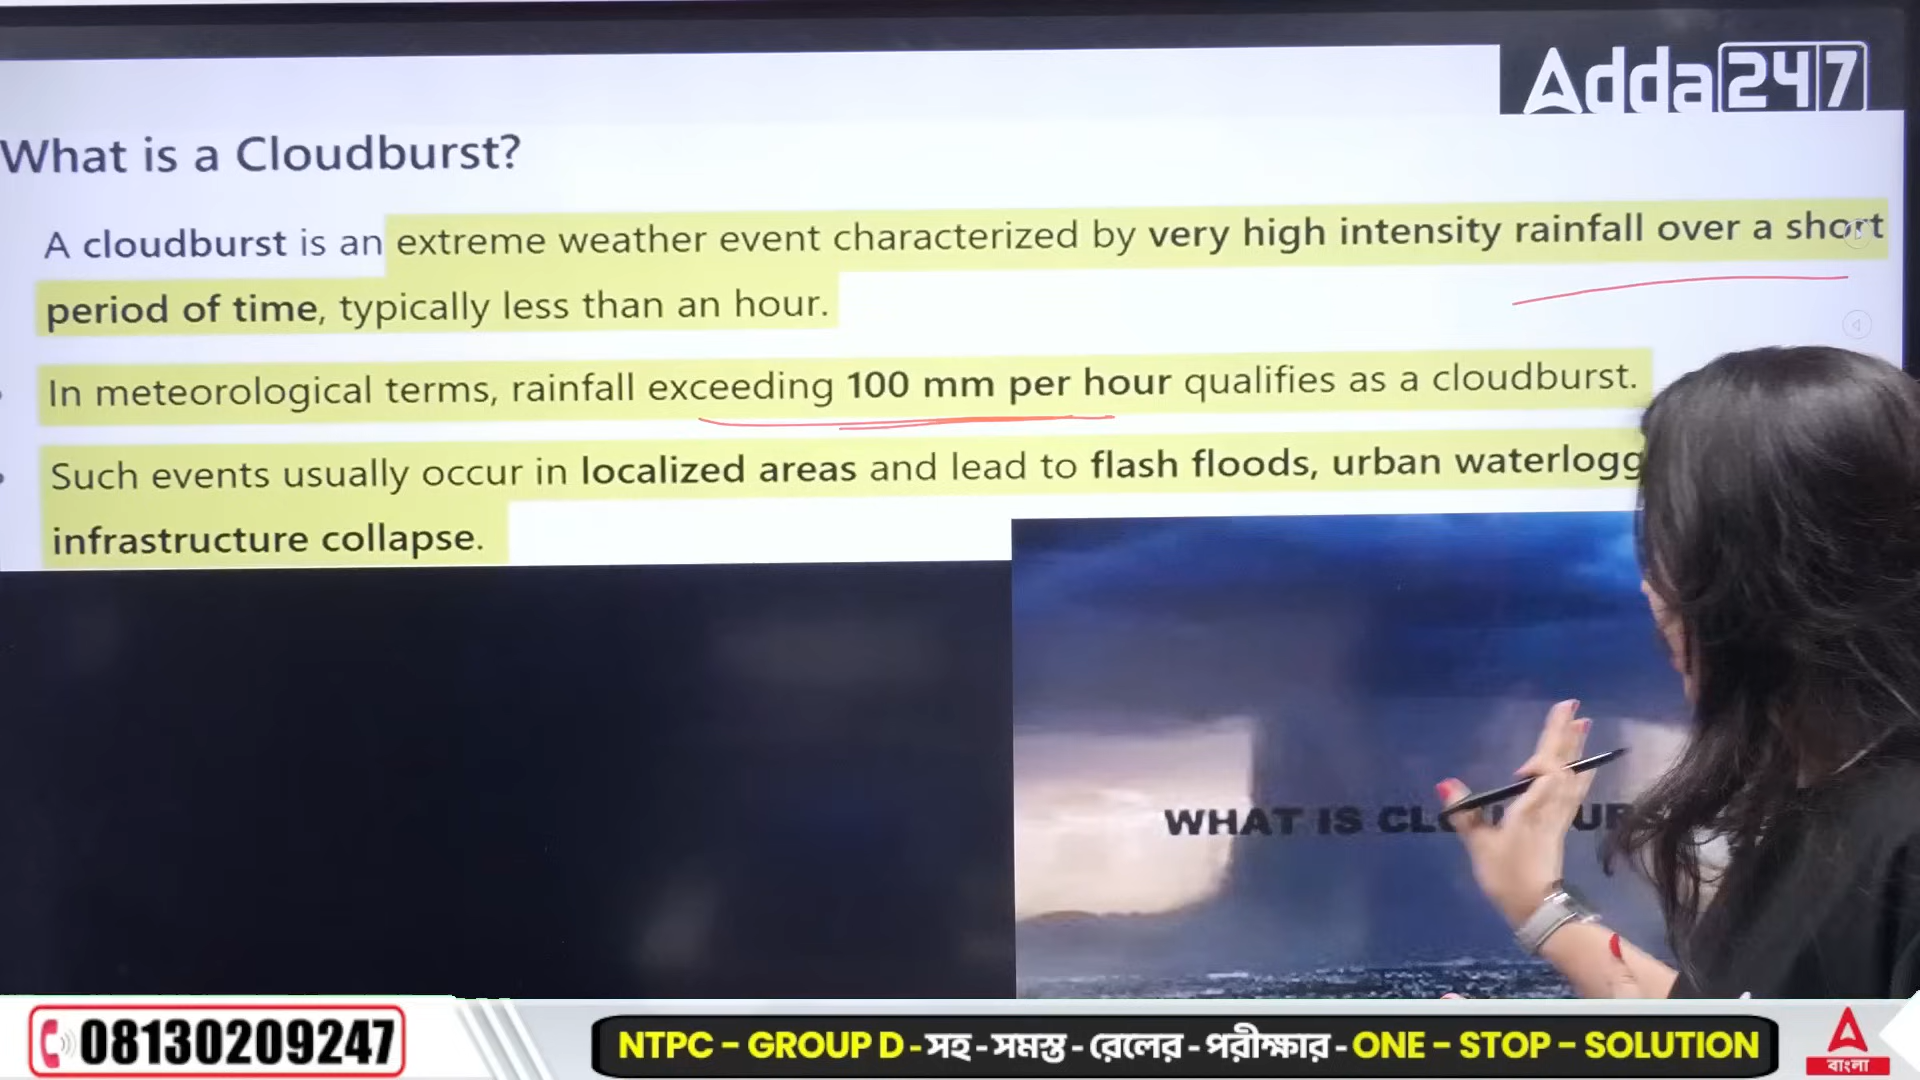 Adda247
What is a Cloudburst?
A cloudburst is an extreme weather event characterized by very high intensity rainfall over a short
period of time, typically less than an hour.
In meteorological terms, rainfall exceeding 100 mm per hour qualifies as a cloudburst.
Such events usually occur in localized areas and lead to flash floods, urban waterlogg
infrastructure collapse.
WHAT IS
08130209247
NTPC - GROUP D - সহ - সমস্ত - রেলের - পরীক্ষার - ONE - STOP - SOLUTION
বাংলা